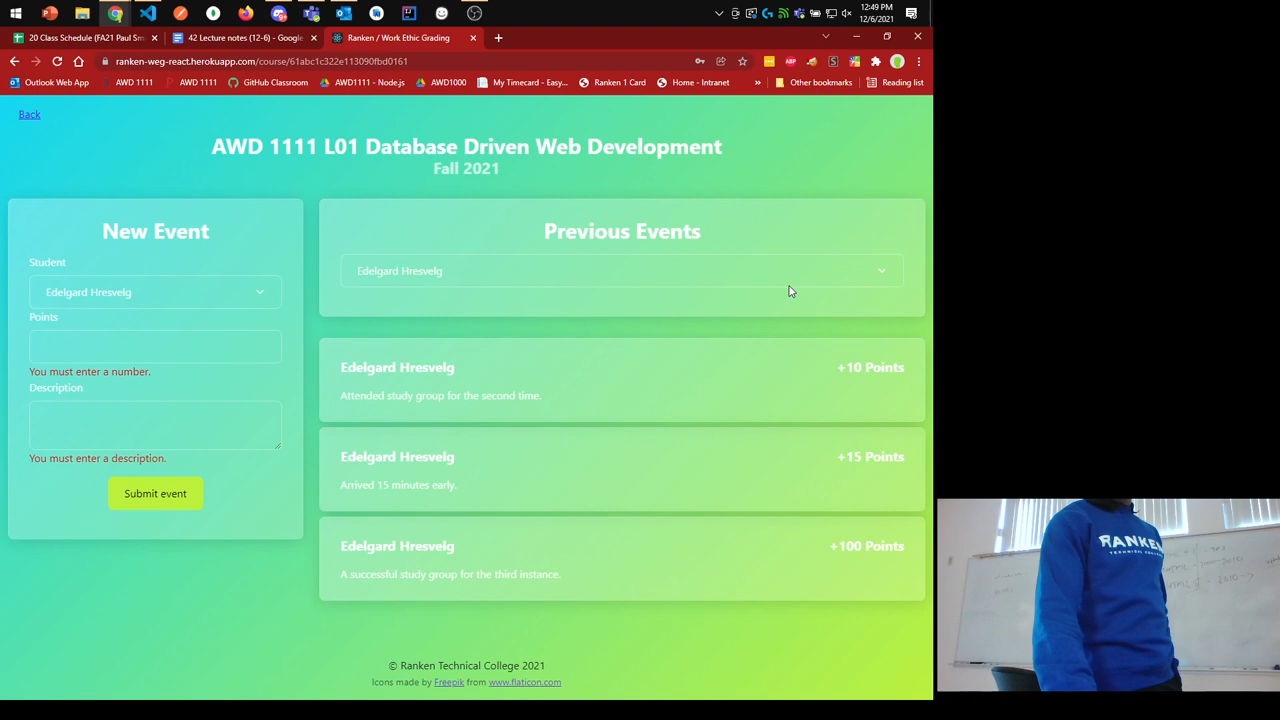 12:49 PM
12/6/2021
20 Class Schedule (FA21 Paul Sm
42 Lecture notes (12-6) - Google
Ranken / Work Ethic Grading
ranken-weg-react.herokuapp.com/course/61abc1c322e113090fbd0161
Outlook Web App
AWD 1111
AWD 1111
GitHub Classroom
AWD1111 - Node.js
AWD1000
My Timecard - Easy...
Ranken 1 Card
Home - Intranet
»
Other bookmarks
Reading list
Back
AWD 1111 L01 Database Driven Web Development
Fall 2021
New Event
Student
Edelgard Hresvelg
Points
You must enter a number.
Description
You must enter a description.
Submit event
Previous Events
Edelgard Hresvelg
Edelgard Hresvelg +10 Points
Attended study group for the second time.
Edelgard Hresvelg +15 Points
Arrived 15 minutes early.
Edelgard Hresvelg +100 Points
A successful study group for the third instance.
© Ranken Technical College 2021
Icons made by Freepik from www.flaticon.com
RANKEN